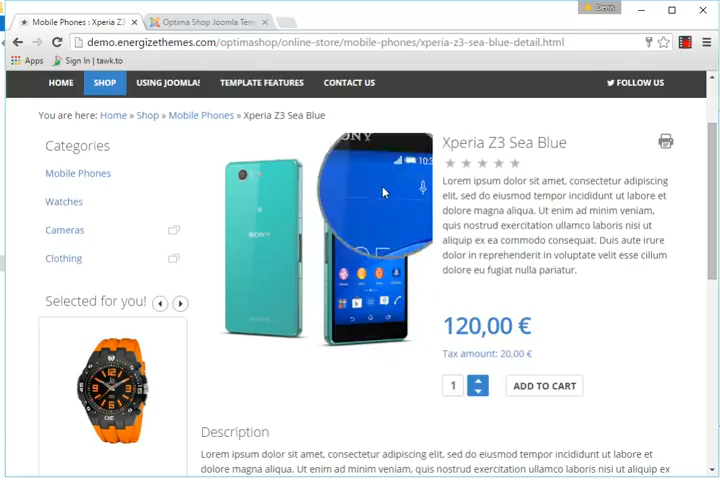 Denis
Mobile Phones : Xperia Z3
Optima Shop Joomla Tem
demo.energizethemes.com/optimashop/online-store/mobile-phones/xperia-z3-sea-blue-detail.html
Apps
Sign In | tawk.to
HOME
SHOP
USING JOOMLA!
TEMPLATE FEATURES
CONTACT US
FOLLOW US
You are here: Home » Shop » Mobile Phones » Xperia Z3 Sea Blue
Categories
Mobile Phones
Watches
Cameras
Clothing
Selected for you!
SONY
10:3
Xperia Z3 Sea Blue
Lorem ipsum dolor sit amet, consectetur adipiscing
elit, sed do eiusmod tempor incididunt ut labore et
dolore magna aliqua. Ut enim ad minim veniam,
quis nostrud exercitation ullamco laboris nisi ut
aliquip ex ea commodo consequat. Duis aute irure
dolor in reprehenderit in voluptate velit esse cillum
dolore eu fugiat nulla pariatur.
120,00 €
Tax amount: 20,00 €
1
ADD TO CART
Description
Lorem ipsum dolor sit amet, consectetur adipiscing elit, sed do eiusmod tempor incididunt ut labore et dolore
magna aliqua. Ut enim ad minim veniam, quis nostrud exercitation ullamco laboris nisi ut aliquip ex